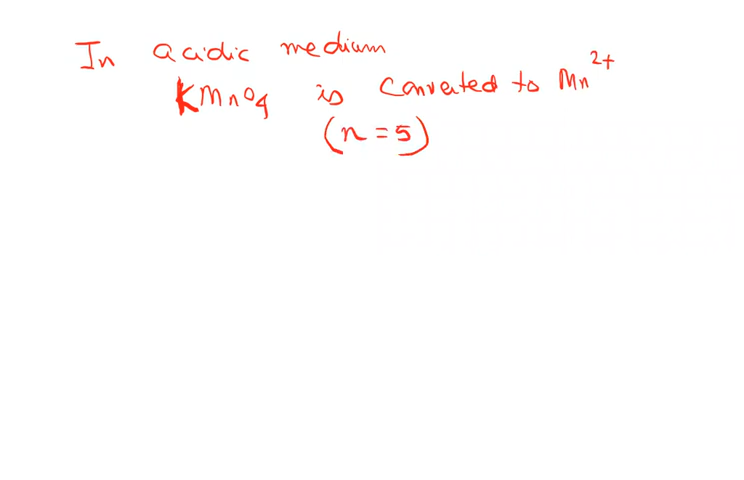 In acidic medium
KMnO4 is Converted to Mn2+
(n = 5)